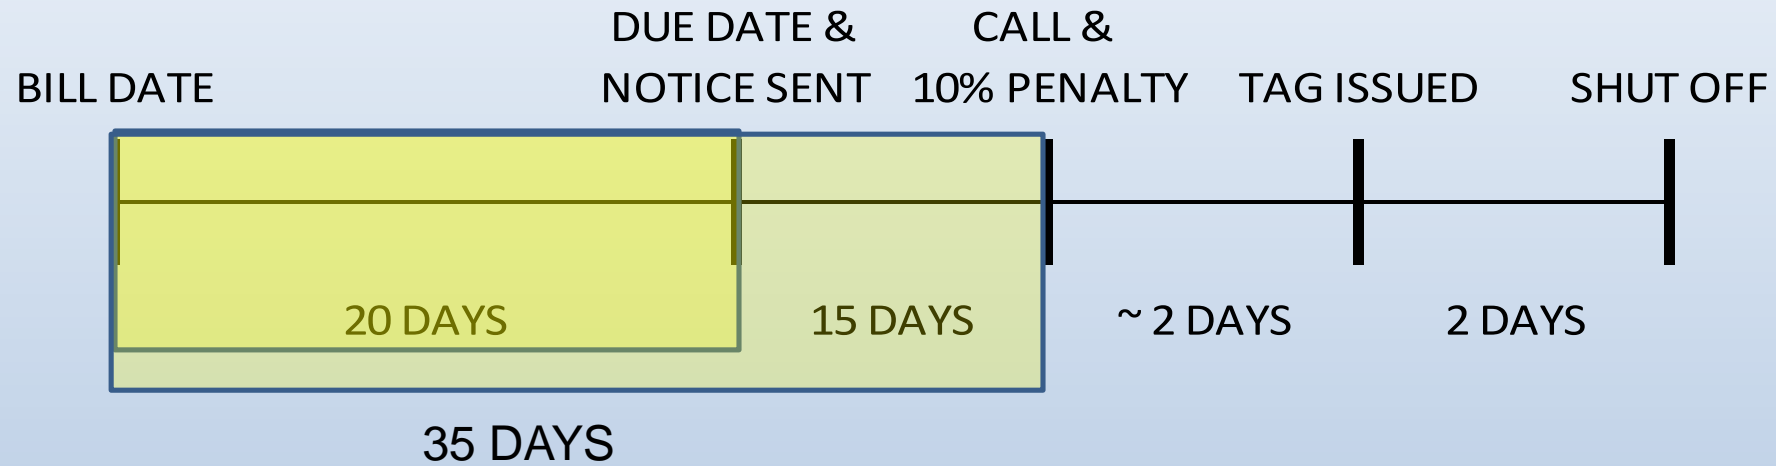 DUE DATE & CALL &
BILL DATE NOTICE SENT 10% PENALTY TAG ISSUED SHUT OFF
20 DAYS 15 DAYS ~ 2 DAYS 2 DAYS
35 DAYS